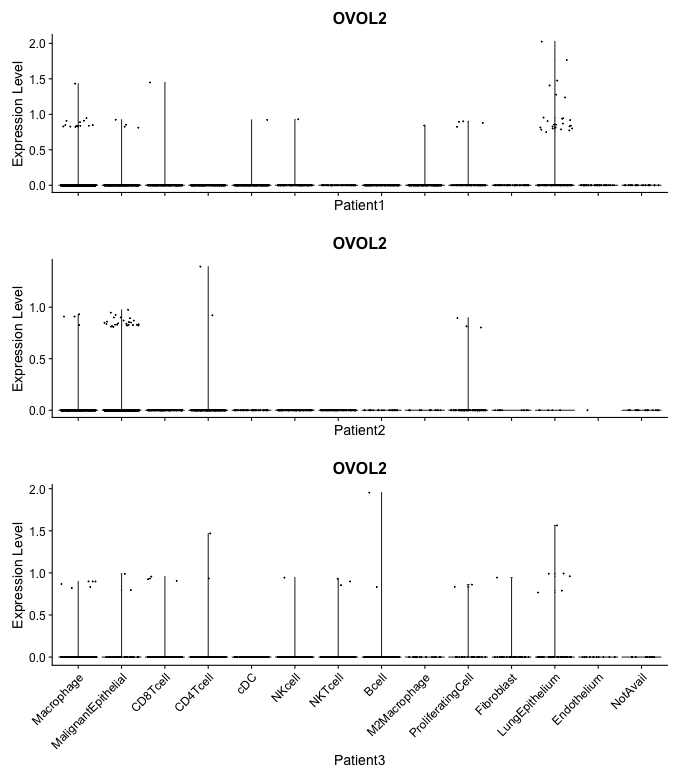 OVOL2
Expression Level
2.0
1.5
1.0
0.5
0.0
Patient1
OVOL2
Expression Level
1.0
0.5
0.0
Patient2
OVOL2
Expression Level
2.0
1.5
1.0
0.5
0.0
Macrophage
MalignantEpithelial
CD8Tcell
CD4Tcell
cDC
NKcell
NKTcell
Bcell
M2Macrophage
ProliferatingCell
Fibroblast
LungEpithelium
Endothelium
NotAvail
Patient3